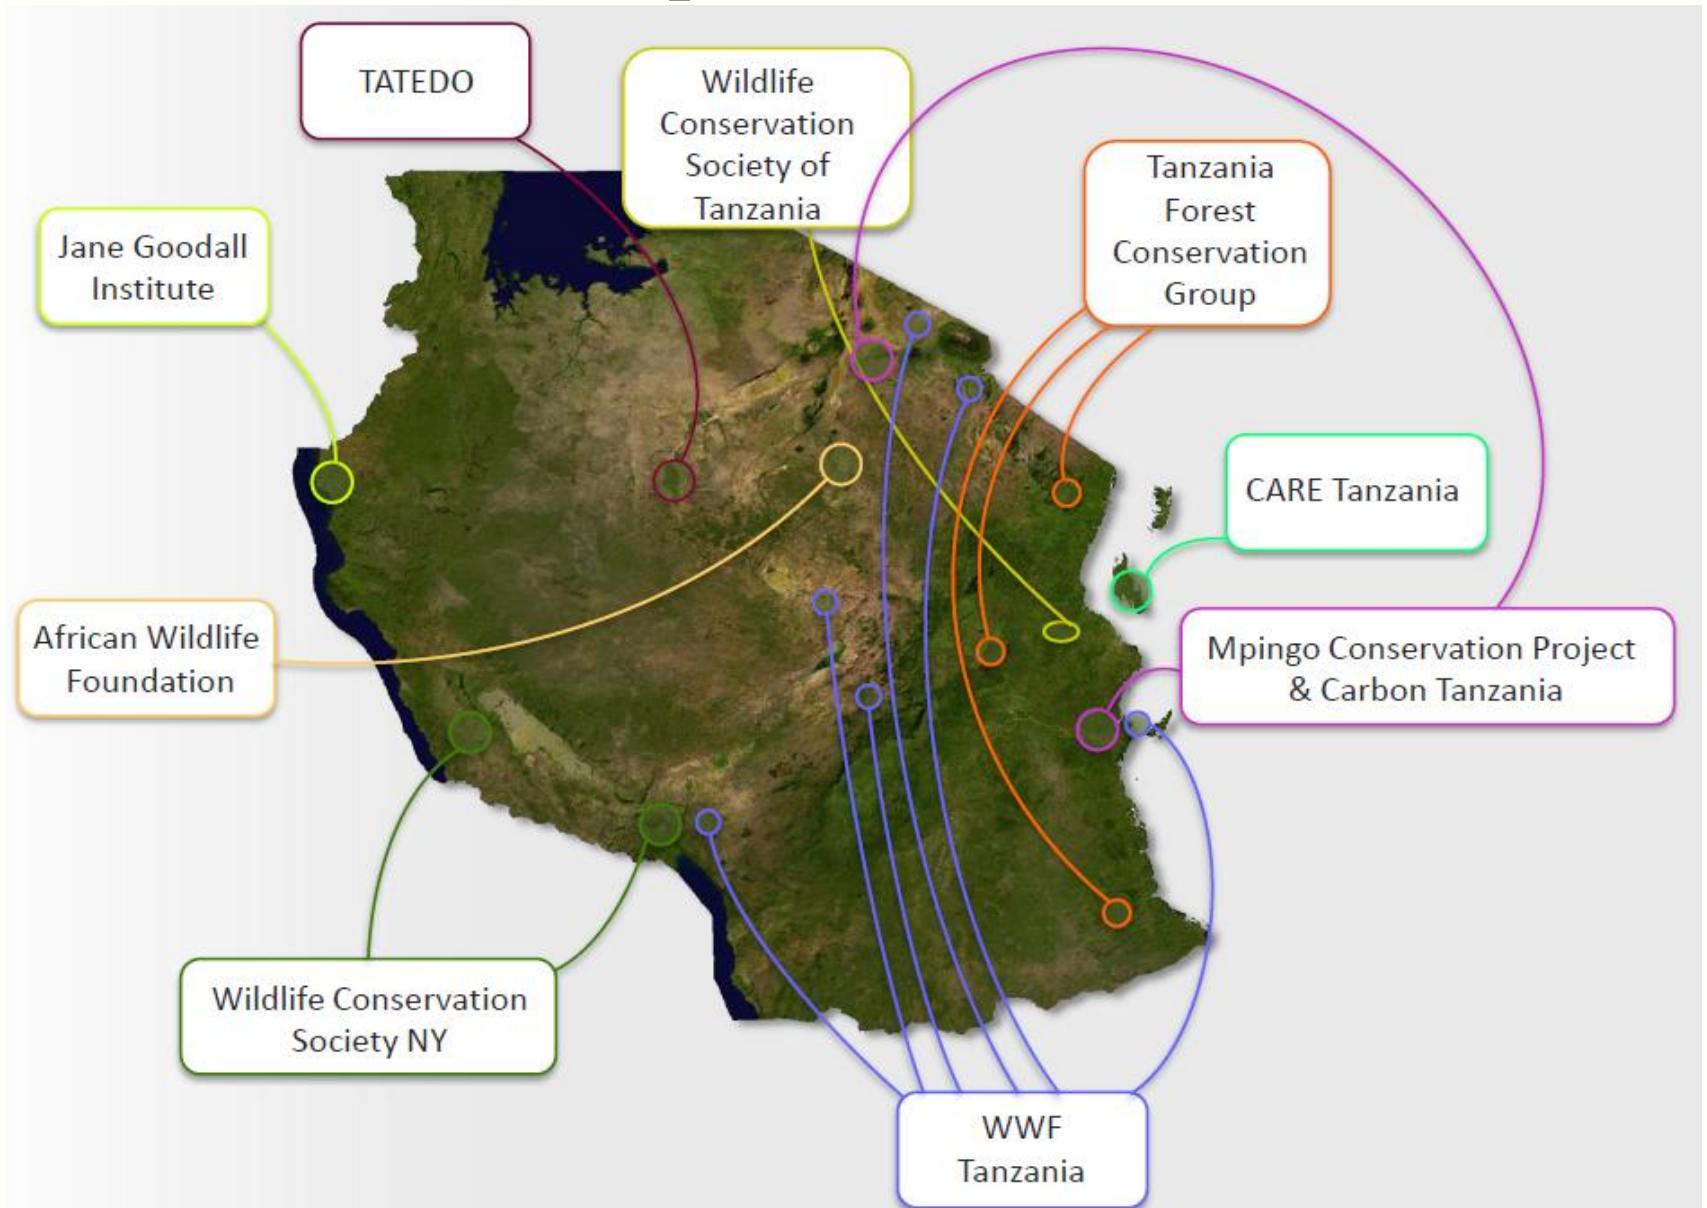 TATEDO
Wildlife
Conservation
Society of
Tanzania
Tanzania
Forest
Conservation
Group
Jane Goodall
Institute
CARE Tanzania
African Wildlife
Foundation
Mpingo Conservation Project
& Carbon Tanzania
Wildlife Conservation
Society NY
WWF
Tanzania